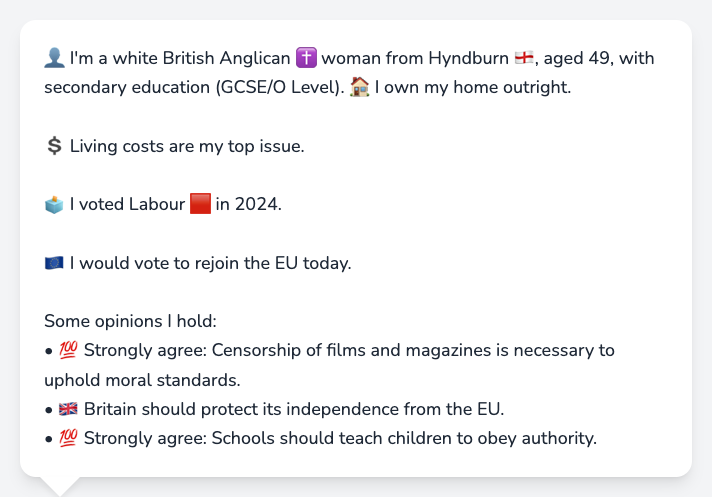 👤 I'm a white British Anglican ✝️ woman from Hyndburn 🏴󠁧󠁢󠁥󠁮󠁧󠁿, aged 49, with
secondary education (GCSE/O Level). 🏠 I own my home outright.
💲 Living costs are my top issue.
🗳️ I voted Labour 🟥 in 2024.
🇪🇺 I would vote to rejoin the EU today.
Some opinions I hold:
• 💯 Strongly agree: Censorship of films and magazines is necessary to
uphold moral standards.
• 🇬🇧 Britain should protect its independence from the EU.
• 💯 Strongly agree: Schools should teach children to obey authority.